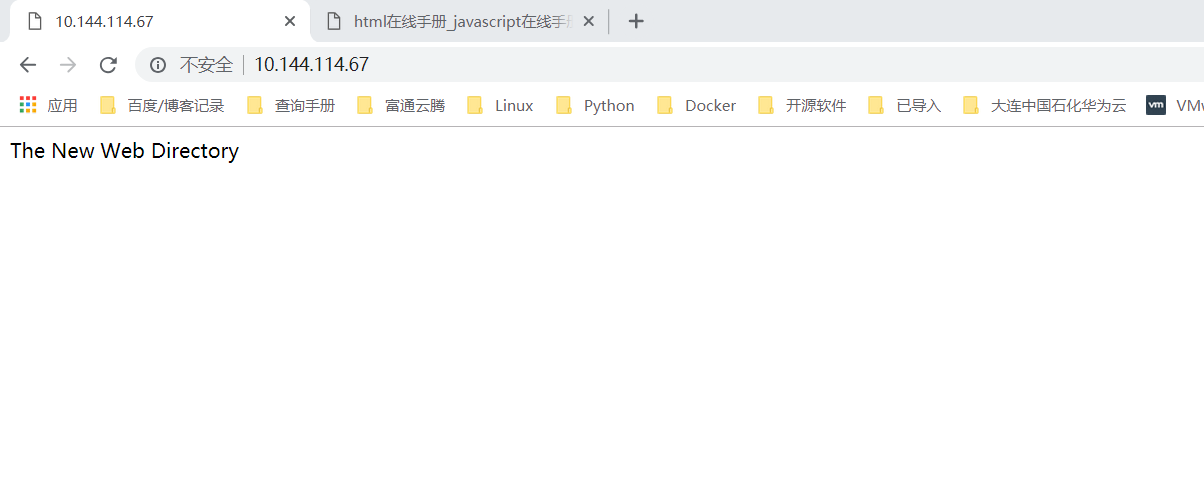 10.144.114.67 html在线手册_javascript在线手
不安全 10.144.114.67
应用 百度/博客记录 查询手册 富通云腾 Linux Python Docker 开源软件 已导入 大连中国石化华为云 vm
The New Web Directory